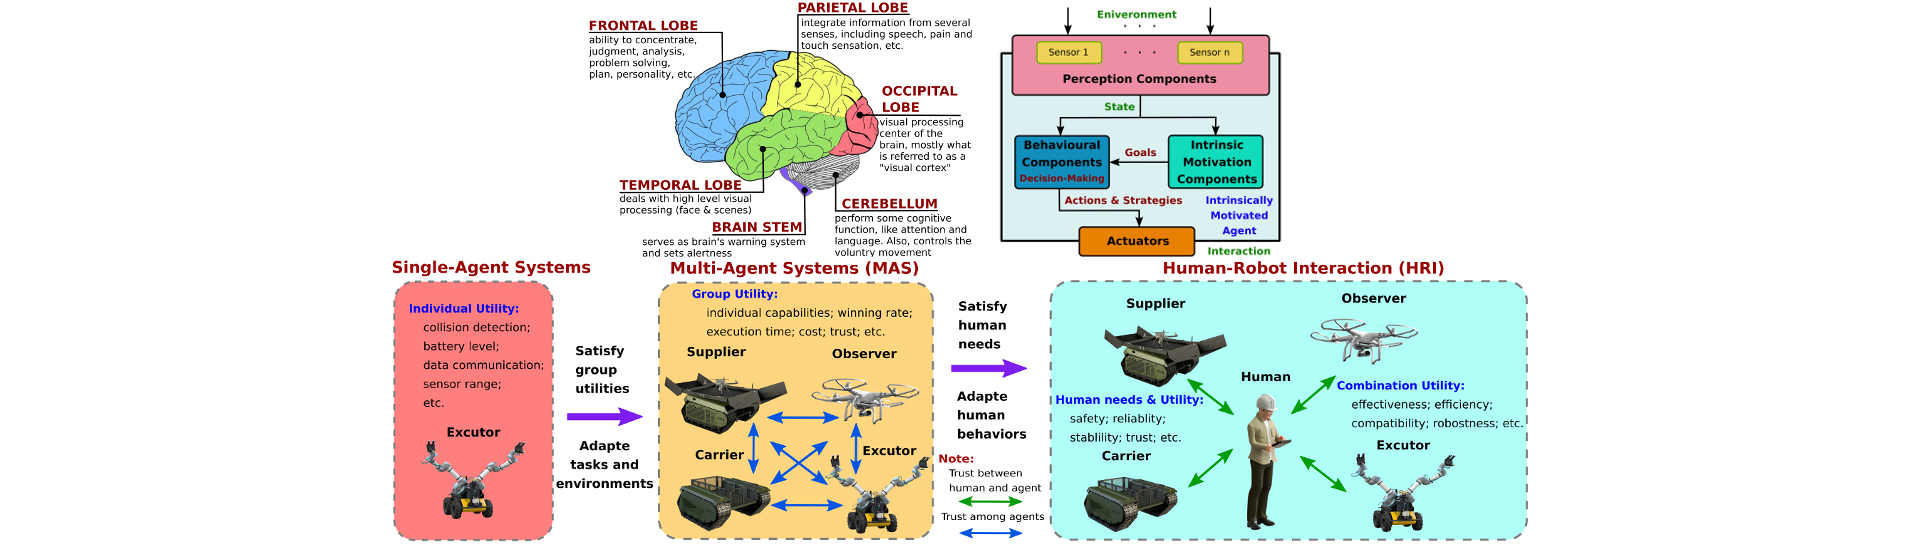 FRONTAL LOBE
ability to concentrate,
judgment, analysis,
problem solving,
plan, personality, etc.
PARIETAL LOBE
integrate information from several
senses, including speech, pain and
touch sensation, etc.
OCCIPITAL
LOBE
visual processing
center of the
brain, mostly what
is referred to as a
"visual cortex"
TEMPORAL LOBE
deals with high level visual
processing (face & scenes)
BRAIN STEM
serves as brain's warning system
and sets alertness
CEREBELLUM
perform some cognitive
function, like attention and
language. Also, controls the
voluntry movement
Eniveronment
. . .
Sensor 1
. . .
Sensor n
Perception Components
State
Behavioural
Components
Decision-Making
Goals
Intrinsic
Motivation
Components
Actions & Strategies
Intrinsically
Motivated
Agent
Actuators
Interaction
Single-Agent Systems
Individual Utility:
collision detection;
battery level;
data communication;
sensor range;
etc.
Excutor
Satisfy
group
utilities
Adapte
tasks and
environments
Multi-Agent Systems (MAS)
Group Utility:
individual capabilities; winning rate;
execution time; cost; trust; etc.
Supplier
Observer
Carrier
Excutor
Satisfy
human
needs
Adapte
human
behaviors
Note:
Trust between
human and agent
Trust among agents
Human-Robot Interaction (HRI)
Supplier
Observer
Human
Human needs & Utility:
safety; reliablity;
stablility; trust; etc.
Combination Utility:
effectiveness; efficiency;
compatibility; robostness; etc.
Carrier
Excutor